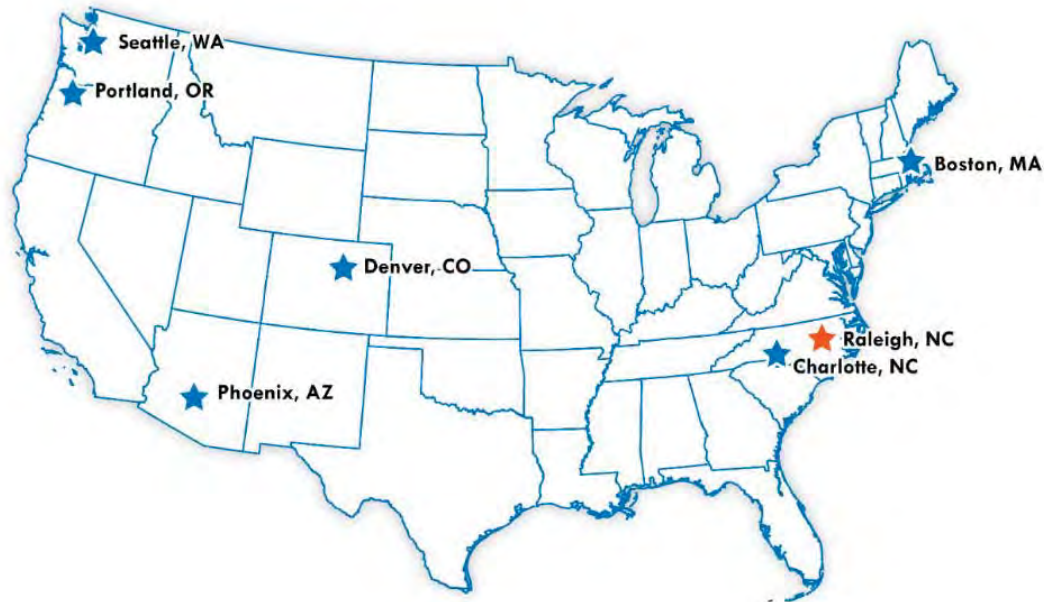 Seattle, WA
Portland, OR
Boston, MA
Denver, CO
Raleigh, NC
Charlotte, NC
Phoenix, AZ